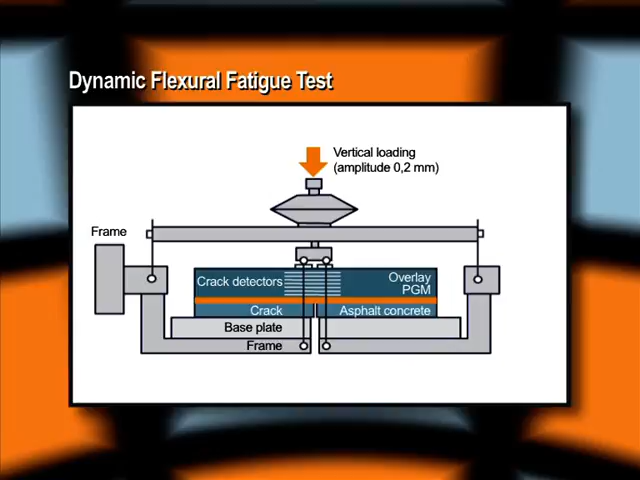 Dynamic Flexural Fatigue Test
Vertical loading
(amplitude 0,2 mm)
Frame
Crack detectors
Overlay
PGM
Crack
Asphalt concrete
Base plate
Frame